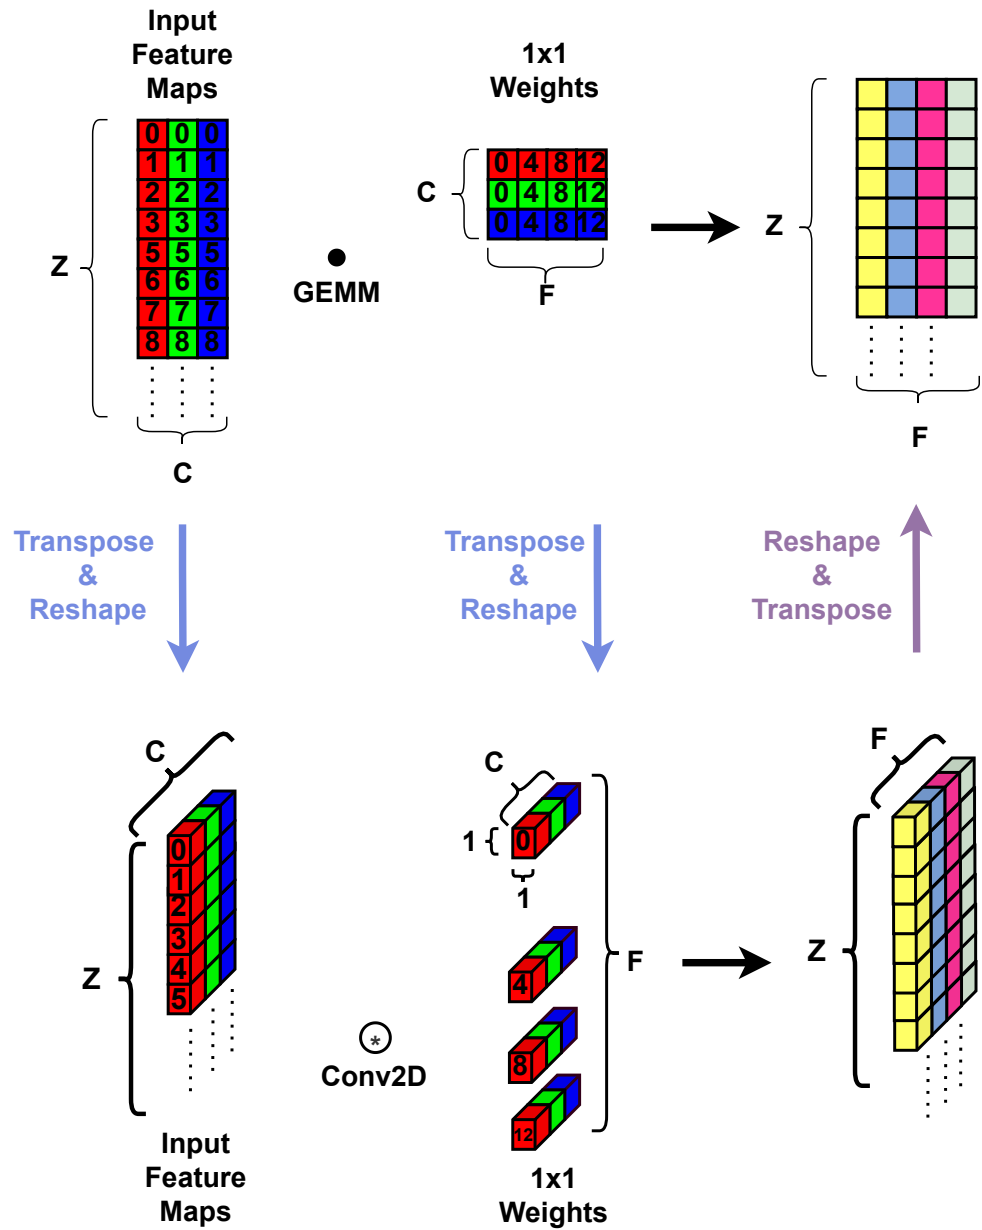 Input
Feature
Maps
1x1
Weights
0 0 0
1 1 1
2 2 2
3 3 3
5 5 5
6 6 6
7 7 7
8 8 8
Z
C
GEMM
C
0 4 8 12
0 4 8 12
0 4 8 12
F
Z
F
Transpose
&
Reshape
Transpose
&
Reshape
Reshape
&
Transpose
C
Z
0
1
2
3
4
5
Input
Feature
Maps
*
Conv2D
C
1
0
1
4
8
12
F
1x1
Weights
F
Z